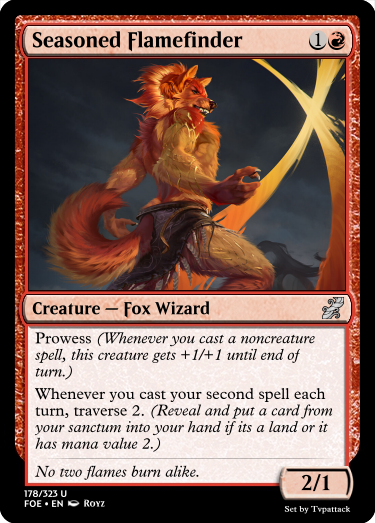 Seasoned Flamefinder
1
Creature — Fox Wizard
Prowess (Whenever you cast a noncreature
spell, this creature gets +1/+1 until end of
turn.)
Whenever you cast your second spell each
turn, traverse 2. (Reveal and put a card from
your sanctum into your hand if its a land or it
has mana value 2.)
No two flames burn alike.
2/1
178/323 U
FOE • EN Royz
Set by Tvpattack